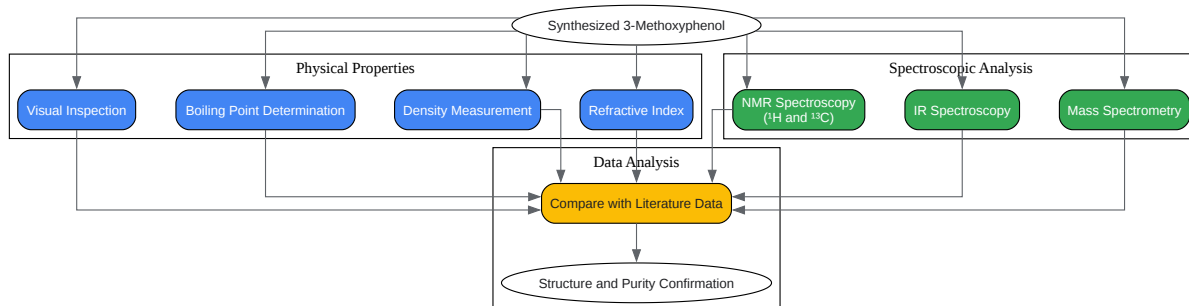 Synthesized 3-Methoxyphenol
Physical Properties
Spectroscopic Analysis
Visual Inspection
Boiling Point Determination
Density Measurement
Refractive Index
NMR Spectroscopy
(¹H and ¹³C)
IR Spectroscopy
Mass Spectrometry
Data Analysis
Compare with Literature Data
Structure and Purity Confirmation